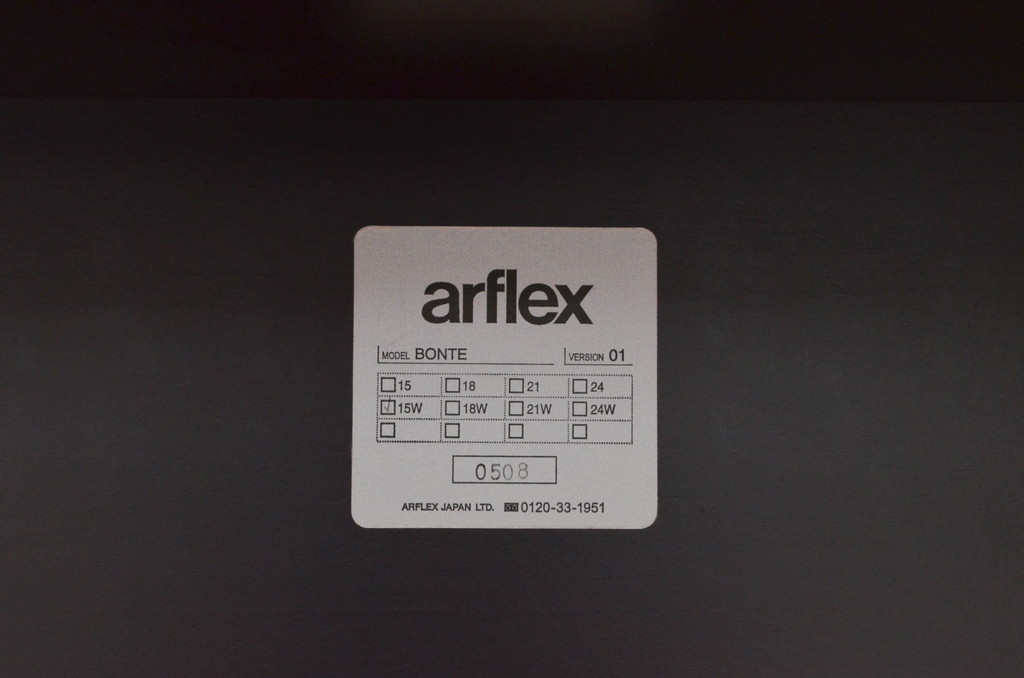 arflex
MODEL BONTE VERSION 01
☐ 15 ☐ 18 ☐ 21 ☐ 24
☑ 15W ☐ 18W ☐ 21W ☐ 24W
☐ ☐ ☐ ☐
0508
ARFLEX JAPAN LTD. 0120-33-1951